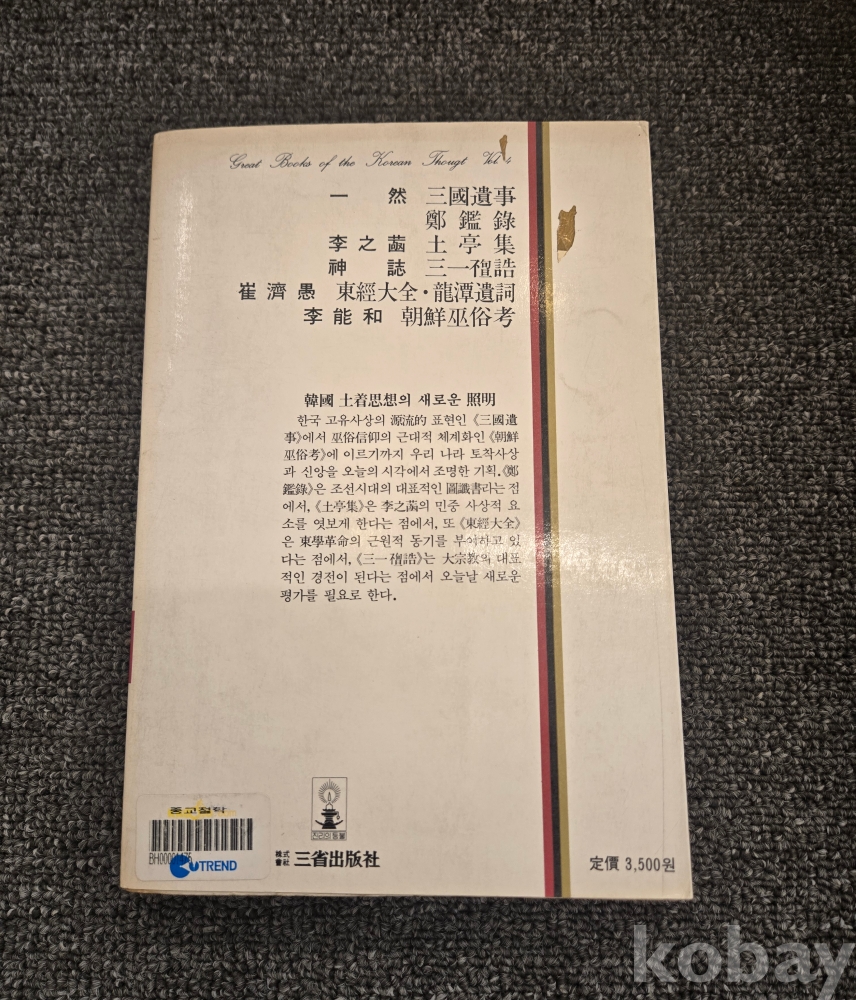 Great Books of the Korean Thougt Vol 4
一 然 三國遺事
鄭鑑錄
李之菡 土亭集
神誌 三一神誥
崔濟愚 東經大全·龍潭遺詞
李能和 朝鮮巫俗考
韓國 土着思想의 새로운 照明
한국 고유사상의 源流的 표현인 《三國遺
事》에서 巫俗信仰의 근대적 체계화인 《朝鮮
巫俗考》에 이르기까지 우리 나라 토착사상
과 신앙을 오늘의 시각에서 조명한 기획. 《鄭
鑑錄》은 조선시대의 대표적인 圖讖書라는 점
에서, 《土亭集》은 李之菡의 민중 사상적 요
소를 엿보게 한다는 점에서, 또 《東經大全》
은 東學革命의 근원적 동기를 부여하고 있
다는 점에서, 《三一神誥》는 大宗敎의 대표
적인 경전이 된다는 점에서 오늘날 새로운
평가를 필요로 한다.
진리의 등불
종교철학
TREND
株式會社 三省出版社
定價 3,500원
kobay